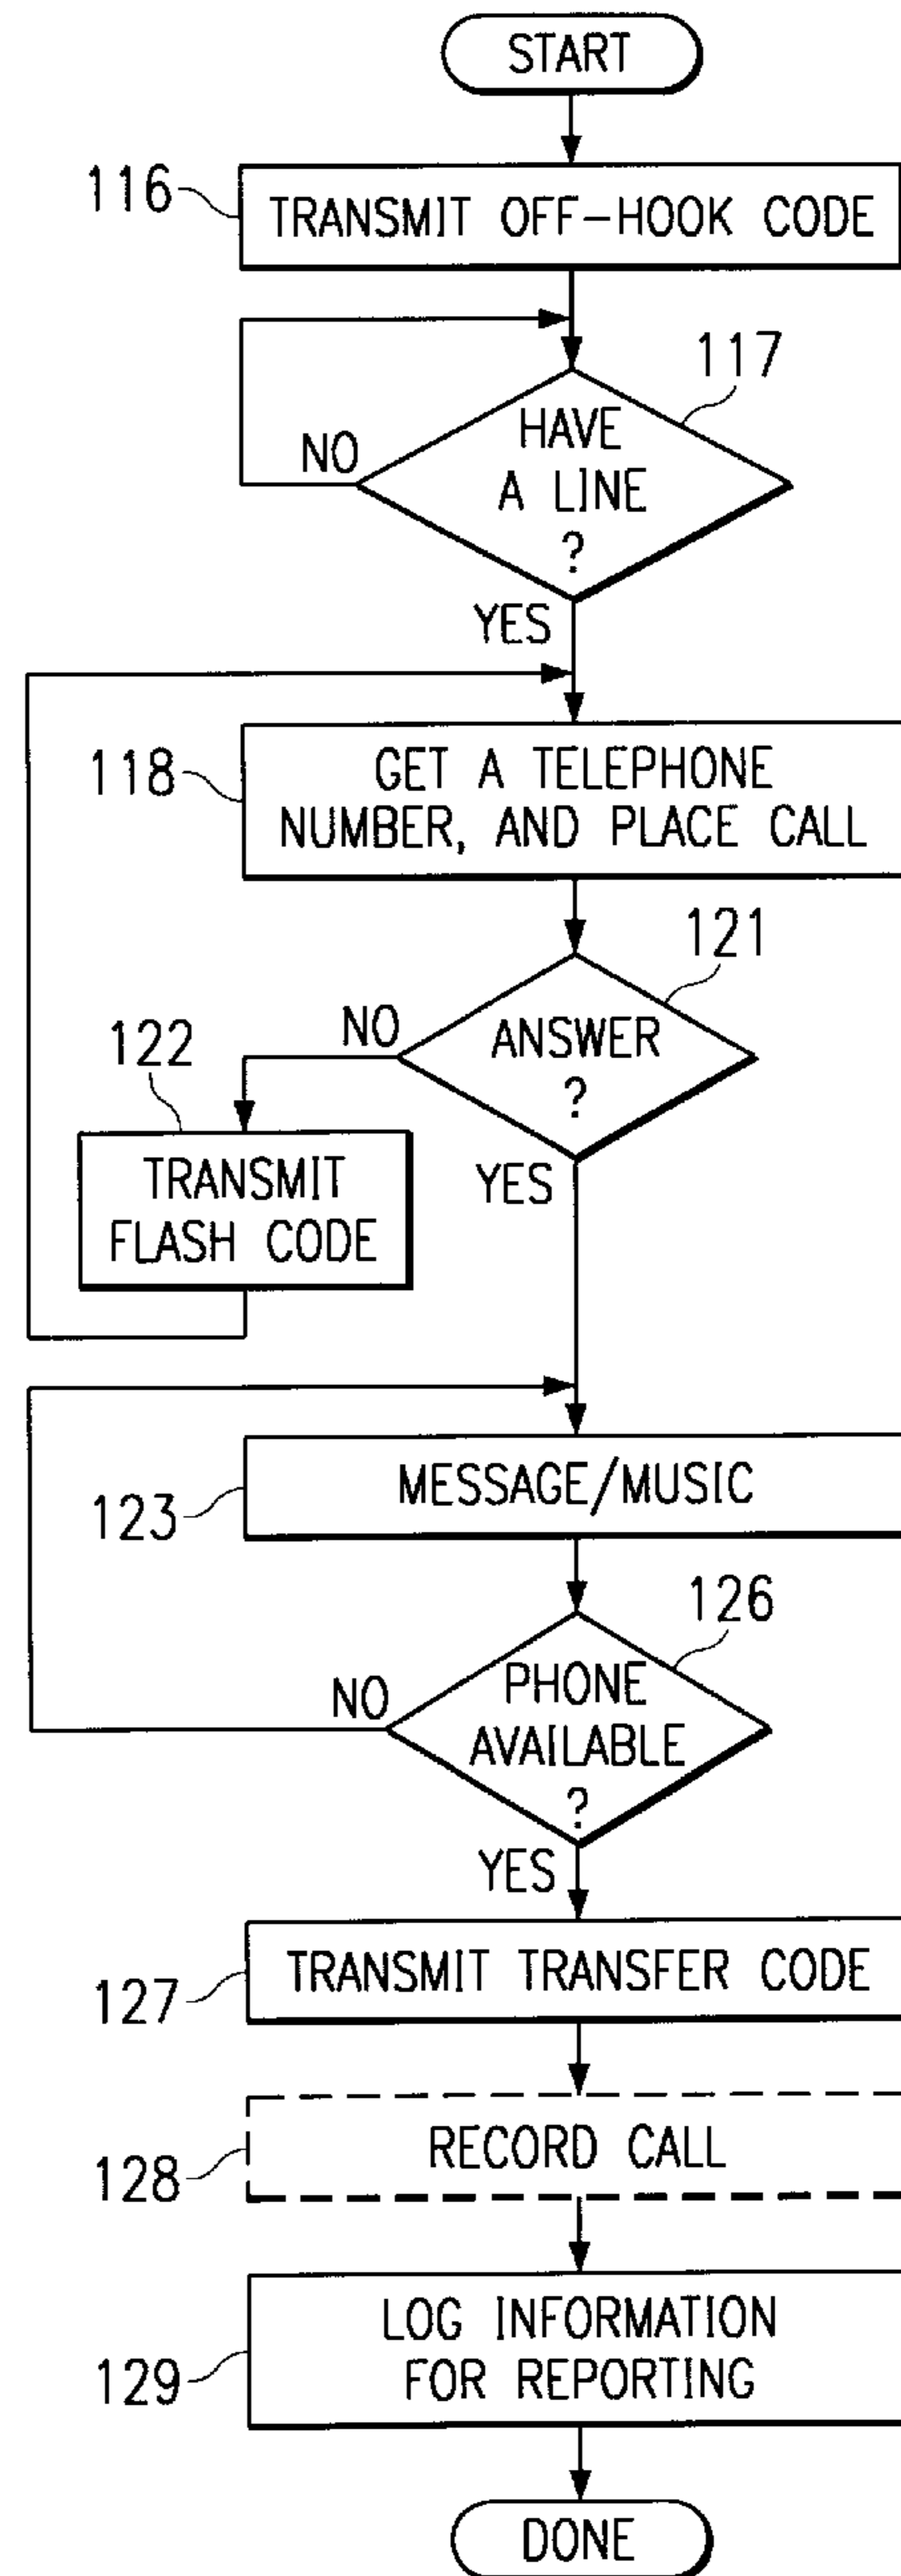 START
116
TRANSMIT OFF-HOOK CODE
117
HAVE
A LINE
?
NO
YES
118
GET A TELEPHONE
NUMBER, AND PLACE CALL
121
ANSWER
?
NO
122
TRANSMIT
FLASH CODE
YES
MESSAGE/MUSIC
123
126
PHONE
AVAILABLE
?
NO
YES
TRANSMIT TRANSFER CODE
127
RECORD CALL
128
LOG INFORMATION
FOR REPORTING
129
DONE